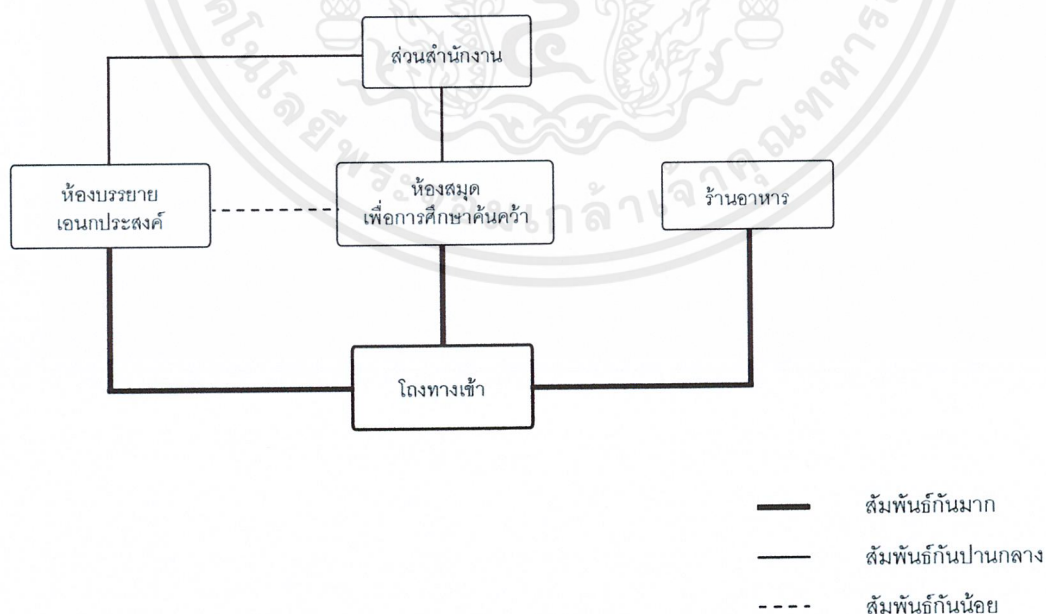 ส่วนสำนักงาน
ห้องบรรยาย
เอนกประสงค์
ห้องสมุด
เพื่อการศึกษาค้นคว้า
ร้านอาหาร
โถงทางเข้า
สัมพันธ์กันมาก
สัมพันธ์กันปานกลาง
สัมพันธ์กันน้อย